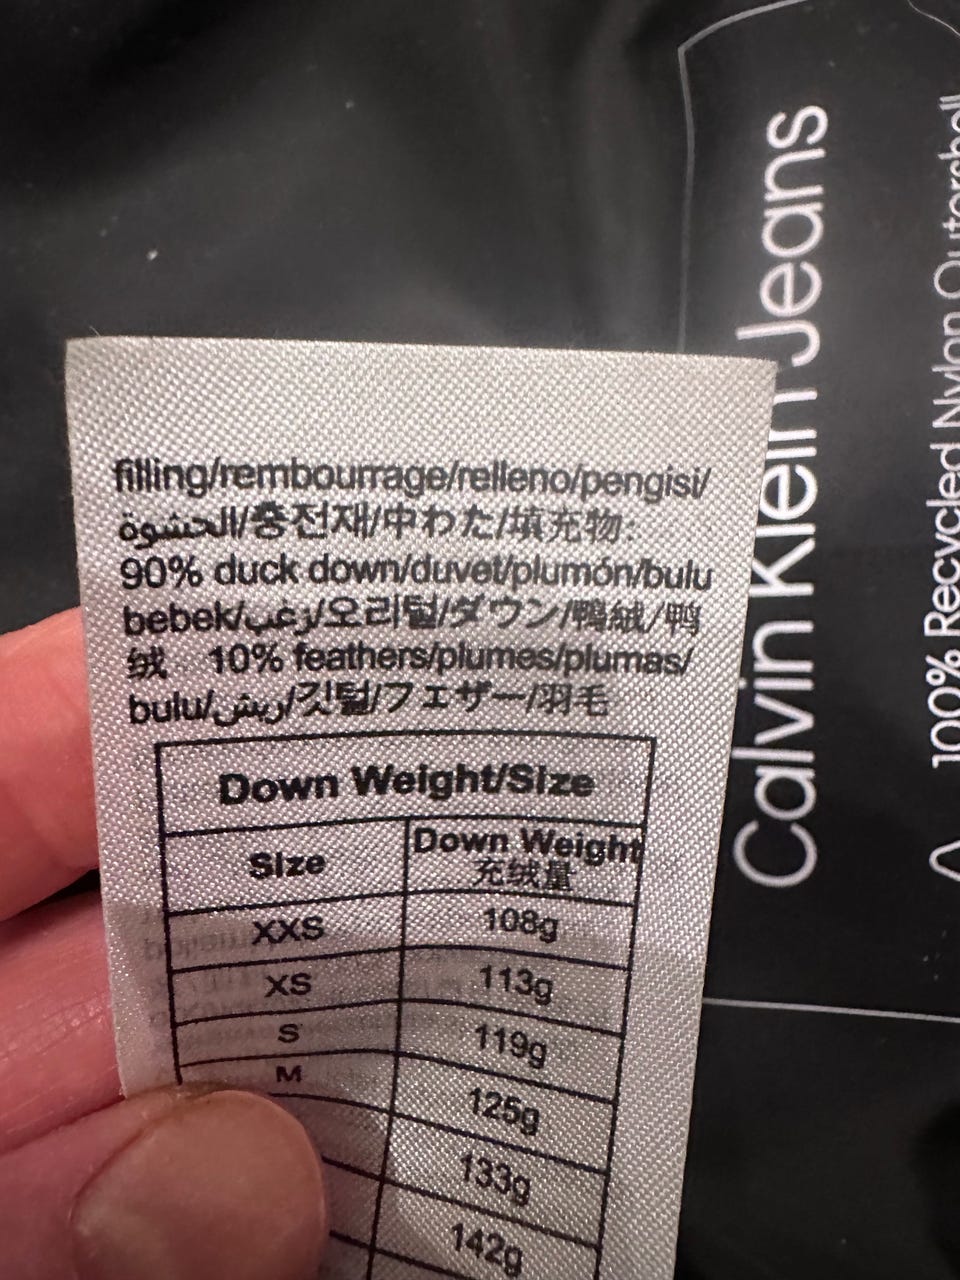 filling/rembourrage/relleno/pengisi/
الحشوة/충전재/中わた/填充物:
90% duck down/duvet/plumón/bulu
bebek/زغب/오리털/ダウン/鴨絨/鸭
绒 10% feathers/plumes/plumas/
bulu/ريش/깃털/フェザー/羽毛
Down Weight/Size
Size Down Weight
充绒量
XXS 108g
XS 113g
S 119g
M 125g
133g
142g
Calvin Klein Jeans
100% Recycled Nylon Outershell